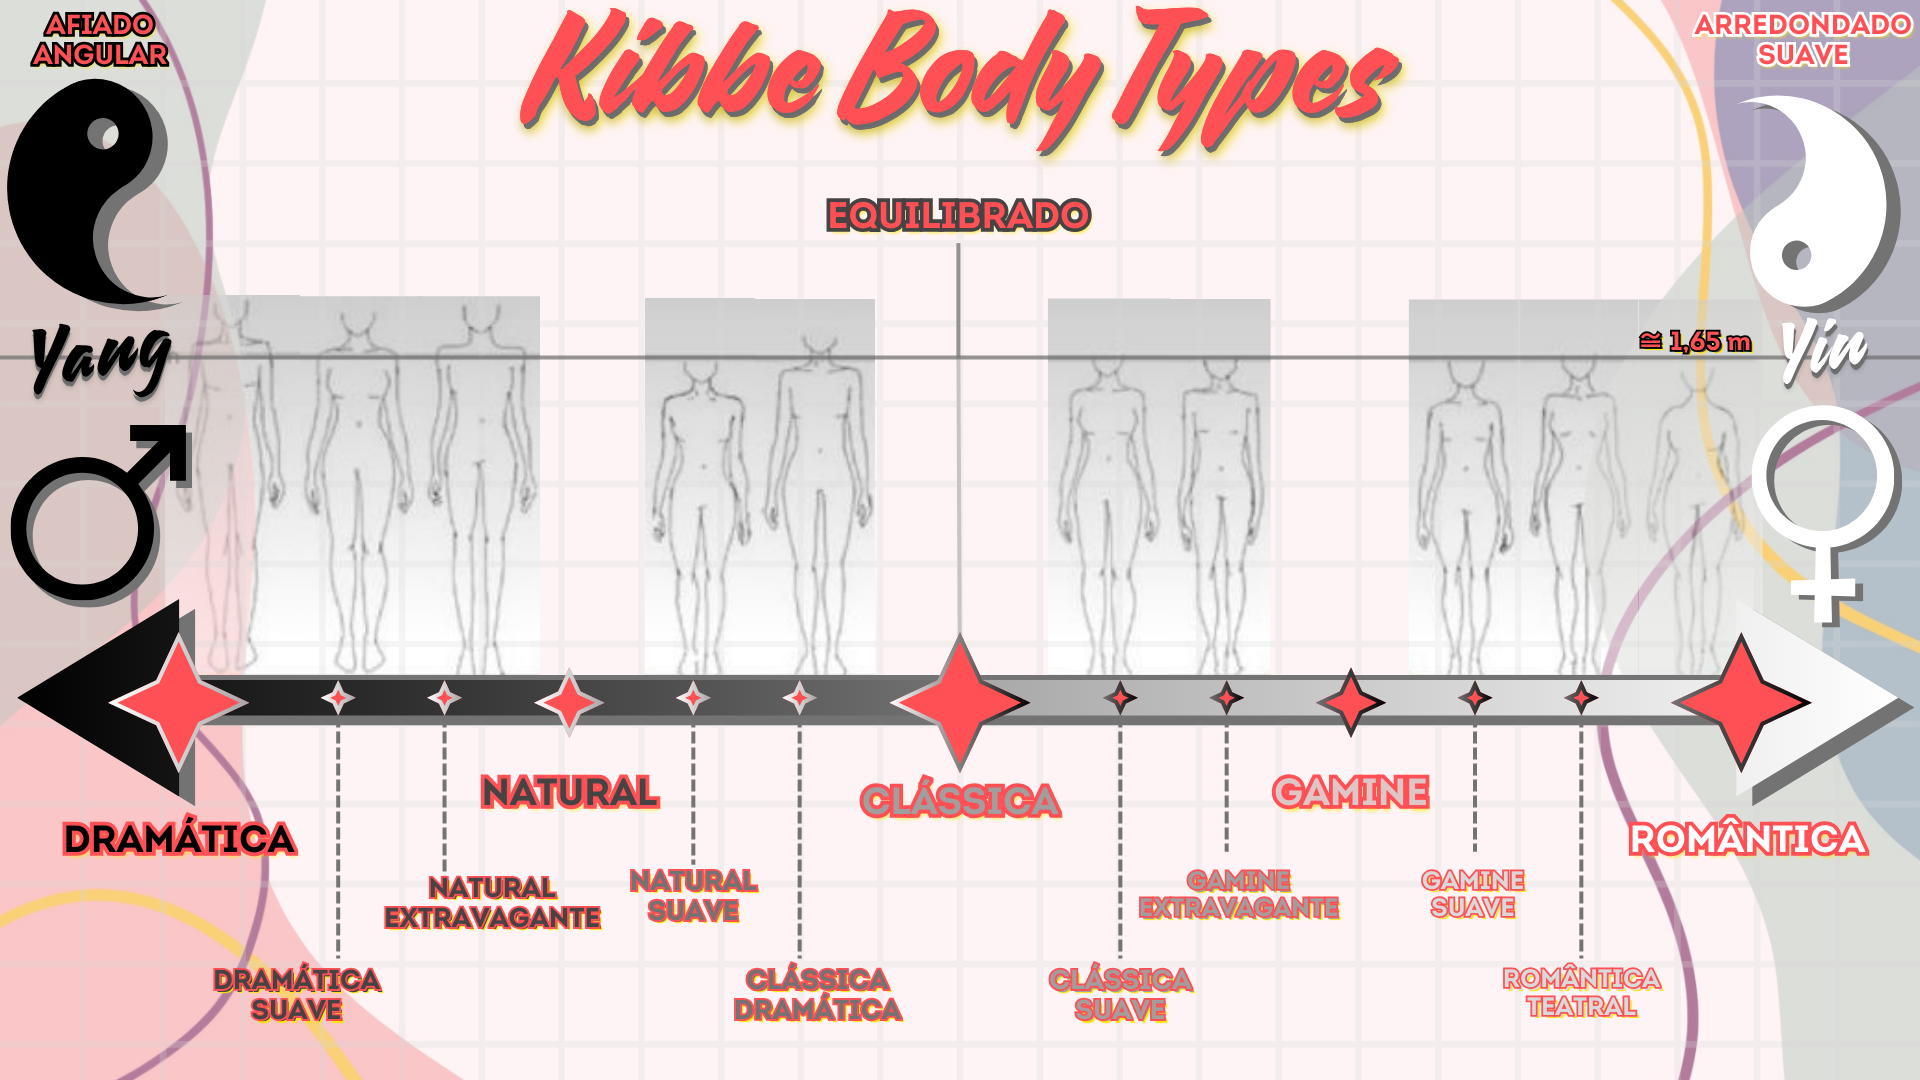 AFIADO
ANGULAR
Kibbe Body Types
ARREDONDADO
SUAVE
EQUILIBRADO
Yang
≅ 1,65 m
Yin
NATURAL
CLÁSSICA
GAMINE
DRAMÁTICA
ROMÂNTICA
NATURAL
EXTRAVAGANTE
NATURAL
SUAVE
GAMINE
EXTRAVAGANTE
GAMINE
SUAVE
DRAMÁTICA
SUAVE
CLÁSSICA
DRAMÁTICA
CLÁSSICA
SUAVE
ROMÂNTICA
TEATRAL